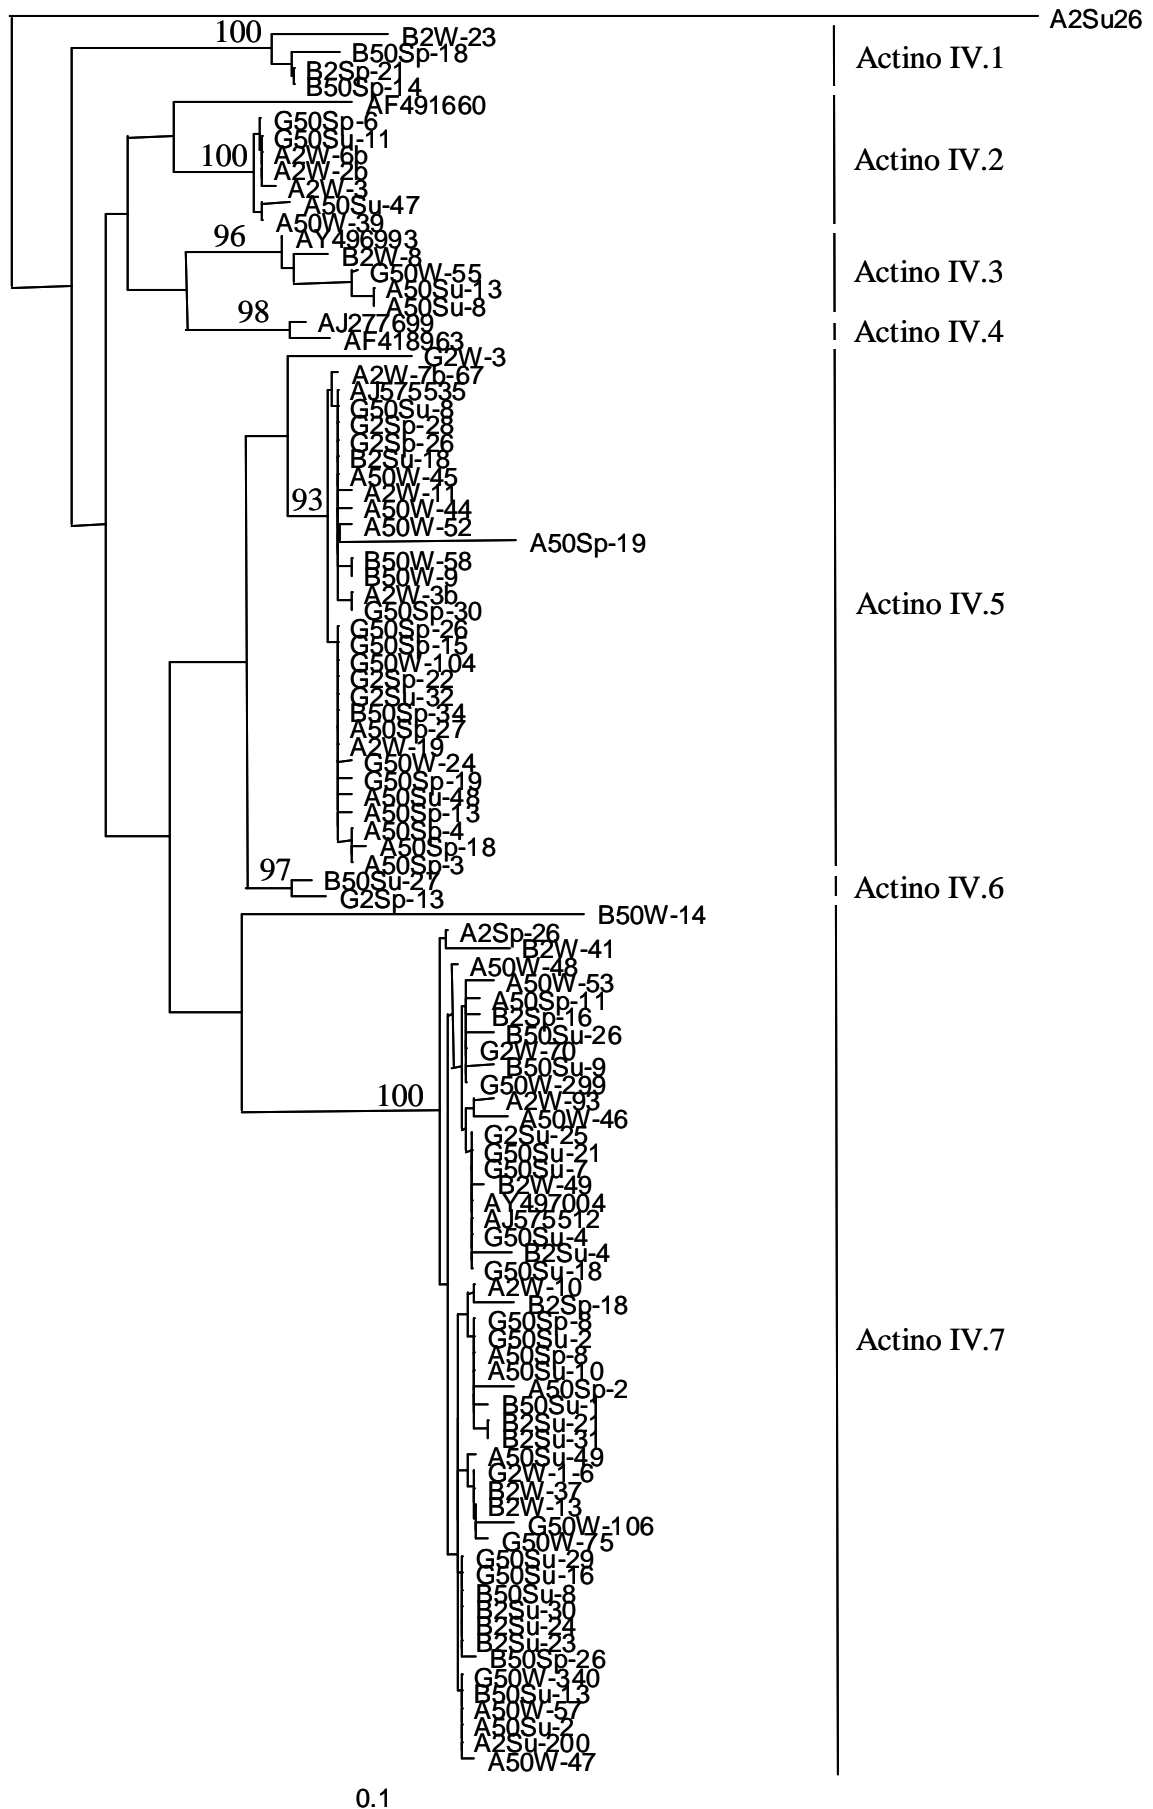 A2Su26
100
B2W-23
B50Sp-18
Actino IV.1
B2Sp-21
B50Sp-14
AF491660
G50Sp-6
G50Su-11
100
A2W-6b
Actino IV.2
A2W-2b
A2W-3
A50Su-47
A50W-39
96
AY496993
B2W-8
G50W-55
Actino IV.3
A50Su-13
A50Su-8
98
AJ277699
Actino IV.4
AF418963
G2W-3
A2W-7b-67
AJ575535
G50Su-8
G2Sp-28
G2Sp-26
B2Su-18
A50W-45
A2W-11
93
A50W-44
A50W-52
A50Sp-19
B50W-58
B50W-9
A2W-3b
Actino IV.5
G50Sp-30
G50Sp-26
G50Sp-15
G50W-104
G2Sp-22
G2Su-32
B50Sp-34
A50Sp-27
A2W-19
G50W-24
G50Sp-19
A50Su-48
A50Sp-13
A50Sp-4
A50Sp-18
A50Sp-3
97
B50Su-27
Actino IV.6
G2Sp-13
B50W-14
A2Sp-26
B2W-41
A50W-48
A50W-53
A50Sp-11
B2Sp-16
B50Su-26
G2W-70
B50Su-9
G50W-299
100
A2W-93
A50W-46
G2Su-25
G50Su-21
G50Su-7
B2W-49
AY497004
AJ575512
G50Su-4
B2Su-4
G50Su-18
A2W-10
B2Sp-18
G50Sp-8
G50Su-2
Actino IV.7
A50Sp-8
A50Su-10
A50Sp-2
B50Su-1
B2Su-21
B2Su-31
A50Su-49
G2W-1-6
B2W-37
B2W-13
G50W-106
G50W-75
G50Su-29
G50Su-16
B50Su-8
B2Su-30
B2Su-24
B2Su-23
B50Sp-26
G50W-340
B50Su-13
A50W-57
A50Su-2
A2Su-200
A50W-47
0.1